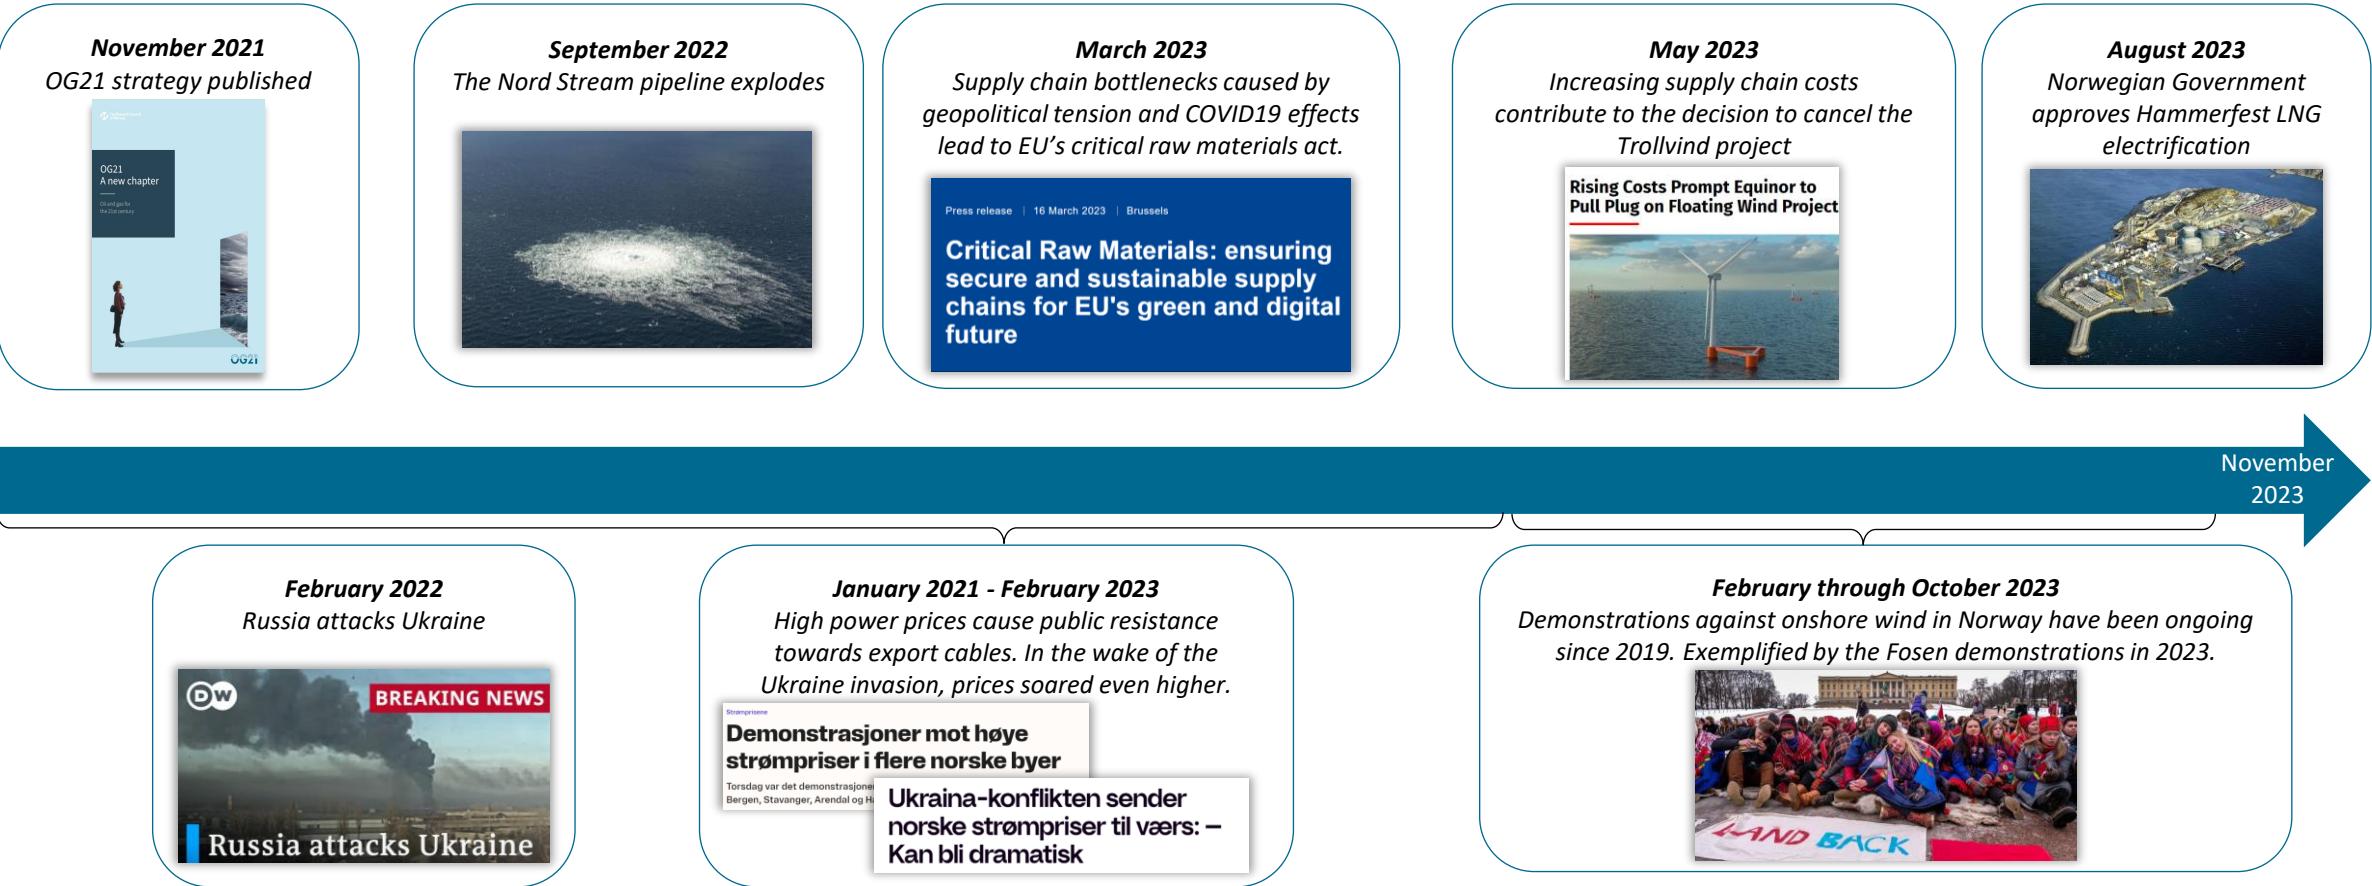 November 2021
OG21 strategy published
OG21
A new chapter
Oil and gas for
the 21st century
OG21
September 2022
The Nord Stream pipeline explodes
March 2023
Supply chain bottlenecks caused by
geopolitical tension and COVID19 effects
lead to EU’s critical raw materials act.
Press release | 16 March 2023 | Brussels
Critical Raw Materials: ensuring
secure and sustainable supply
chains for EU's green and digital
future
May 2023
Increasing supply chain costs
contribute to the decision to cancel the
Trollvind project
Rising Costs Prompt Equinor to
Pull Plug on Floating Wind Project
August 2023
Norwegian Government
approves Hammerfest LNG
electrification
November
2023
February 2022
Russia attacks Ukraine
DW
BREAKING NEWS
Russia attacks Ukraine
January 2021 - February 2023
High power prices cause public resistance
towards export cables. In the wake of the
Ukraine invasion, prices soared even higher.
Strømprisene
Demonstrasjoner mot høye
strømpriser i flere norske byer
Torsdag var det demonstrasjoner
Bergen, Stavanger, Arendal og
Ukraina-konflikten sender
norske strømpriser til værs: –
Kan bli dramatisk
February through October 2023
Demonstrations against onshore wind in Norway have been ongoing
since 2019. Exemplified by the Fosen demonstrations in 2023.
LAND BACK